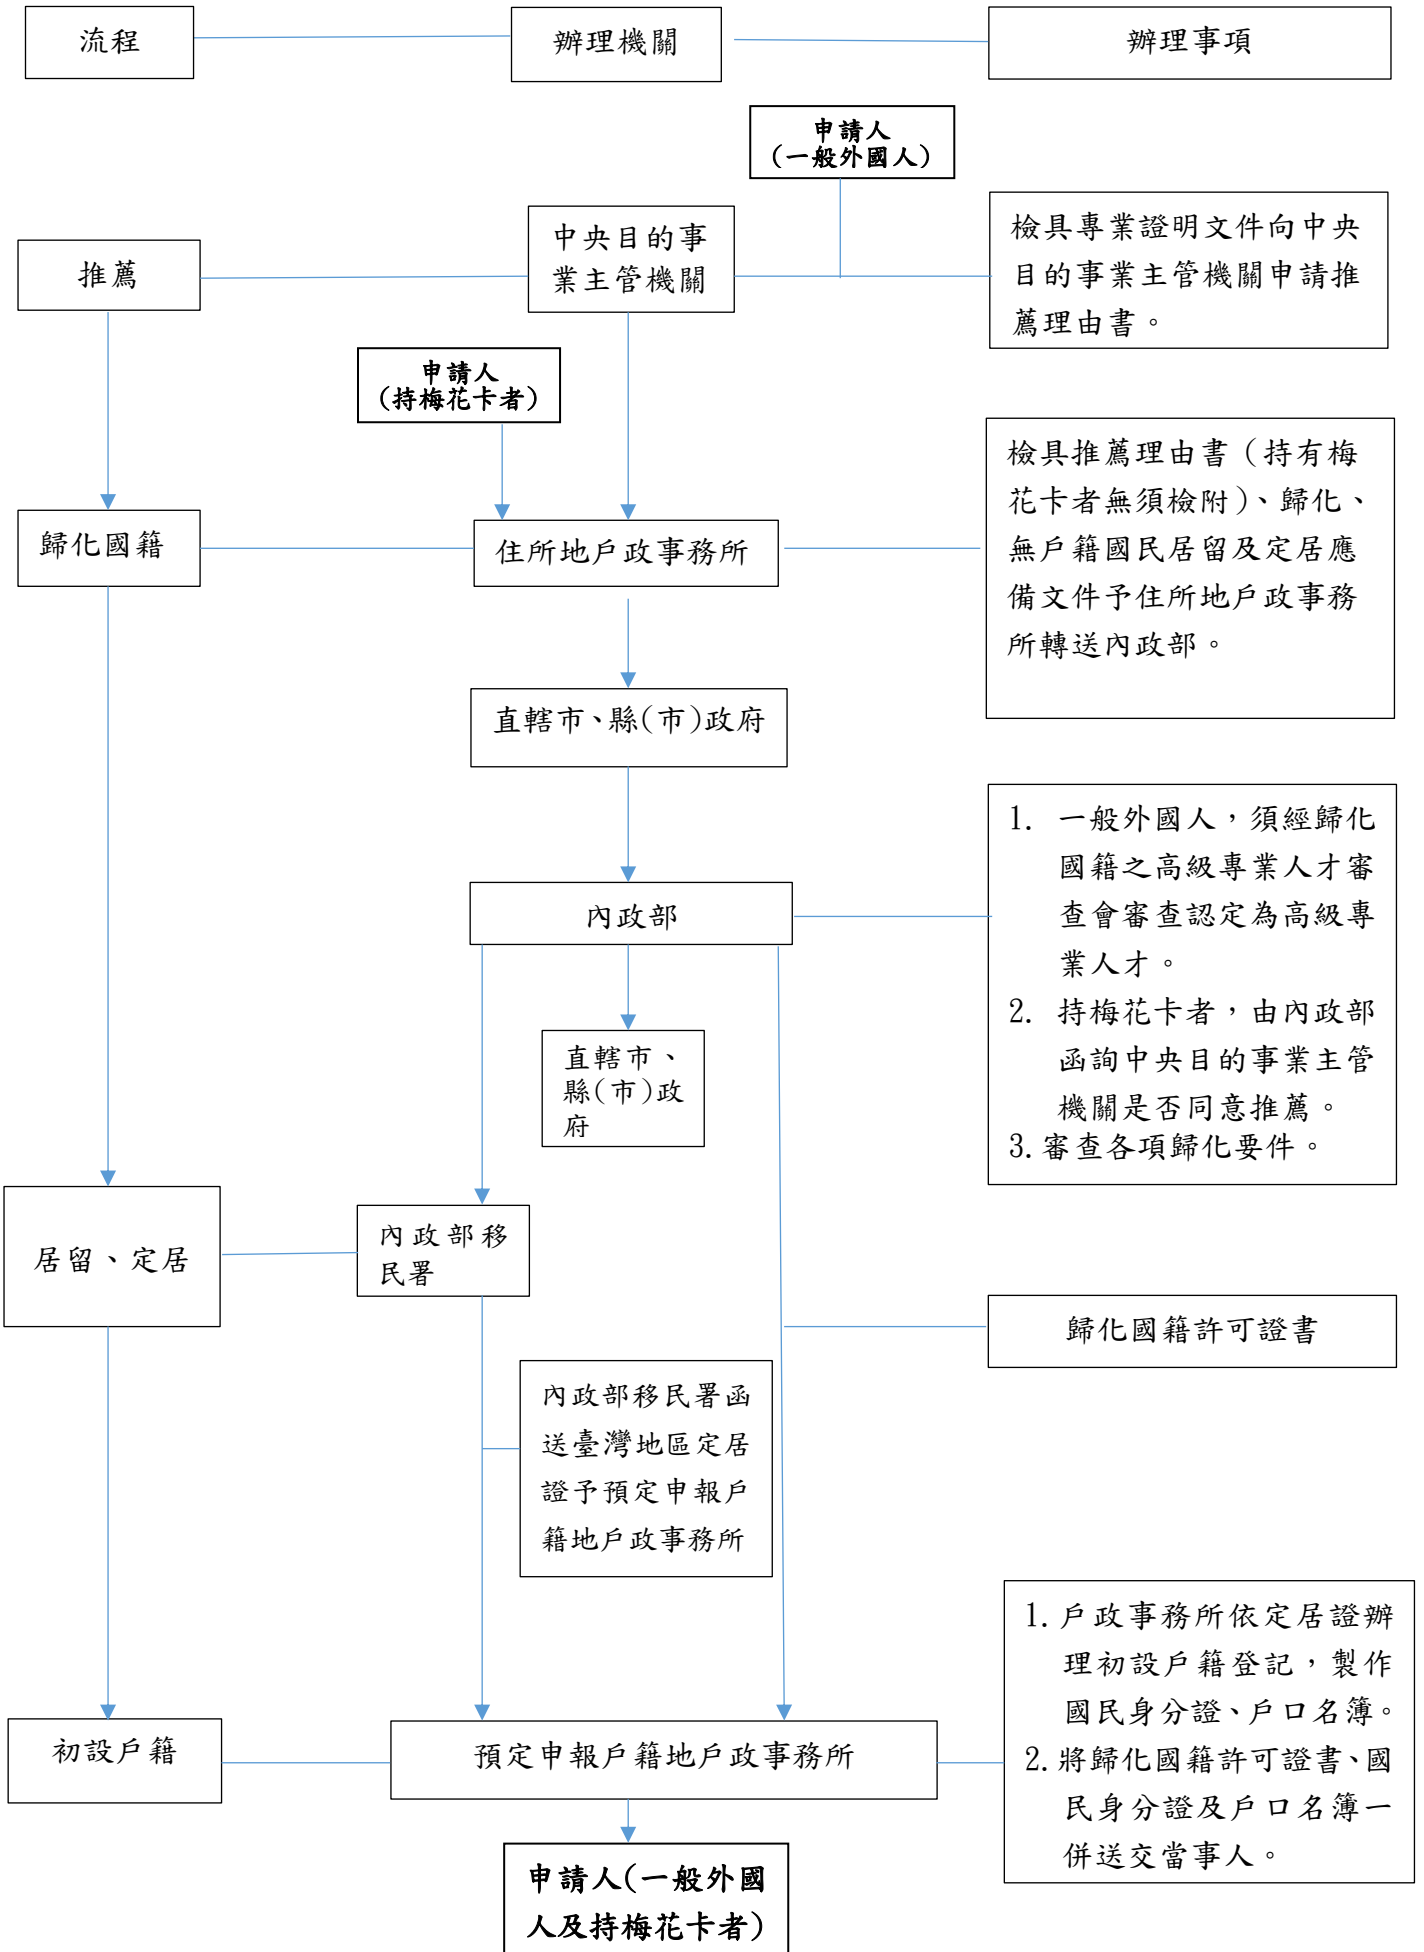 流程
辦理機關
辦理事項
申請人
(一般外國人)
推薦
中央目的事
業主管機關
檢具專業證明文件向中央
目的事業主管機關申請推
薦理由書。
申請人
(持梅花卡者)
歸化國籍
住所地戶政事務所
檢具推薦理由書（持有梅
花卡者無須檢附）、歸化、
無戶籍國民居留及定居應
備文件予住所地戶政事務
所轉送內政部。
直轄市、縣(市)政府
內政部
1. 一般外國人，須經歸化
國籍之高級專業人才審
查會審查認定為高級專
業人才。
2. 持梅花卡者，由內政部
函詢中央目的事業主管
機關是否同意推薦。
3.審查各項歸化要件。
直轄市、
縣(市)政
府
居留、定居
內政部移
民署
歸化國籍許可證書
內政部移民署函
送臺灣地區定居
證予預定申報戶
籍地戶政事務所
初設戶籍
預定申報戶籍地戶政事務所
1.戶政事務所依定居證辦
理初設戶籍登記，製作
國民身分證、戶口名簿。
2.將歸化國籍許可證書、國
民身分證及戶口名簿一
併送交當事人。
申請人(一般外國
人及持梅花卡者)